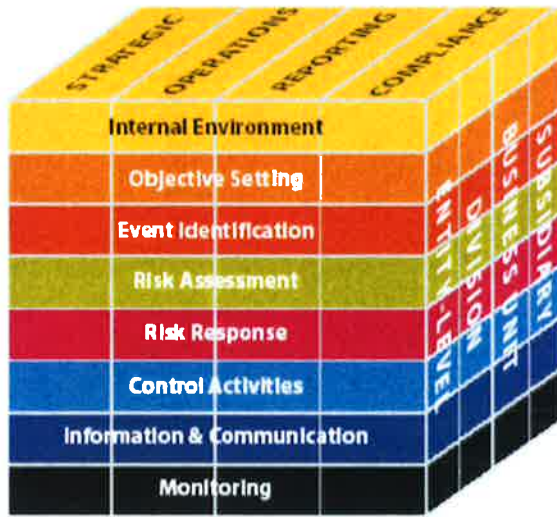 STRATEGIC
OPERATIONS
REPORTING
COMPLIANCE
Internal Environment
Objective Setting
Event Identification
Risk Assessment
Risk Response
Control Activities
Information & Communication
Monitoring
ENTITY-LEVEL
DIVISION
BUSINESS UNIT
SUBSIDIARY